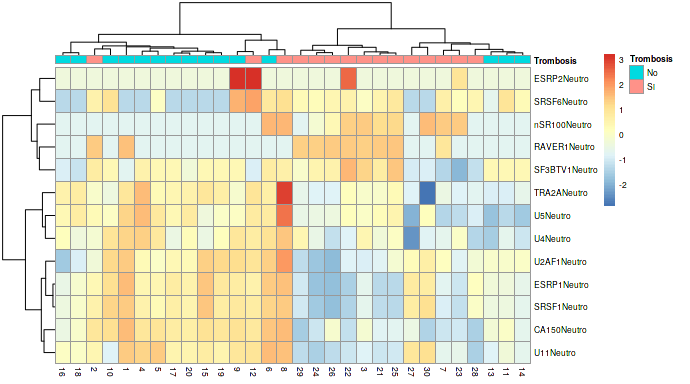 Trombosis
ESRP2Neutro
SRSF6Neutro
nSR100Neutro
RAVER1Neutro
SF3BTV1Neutro
TRA2ANeutro
U5Neutro
U4Neutro
U2AF1Neutro
ESRP1Neutro
SRSF1Neutro
CA150Neutro
U11Neutro
16 18 2 10 1 4 5 17 20 15 19 9 12 6 8 29 24 26 22 3 21 25 27 30 7 23 28 13 11 14
3
2
1
0
-1
-2
Trombosis
No
Si